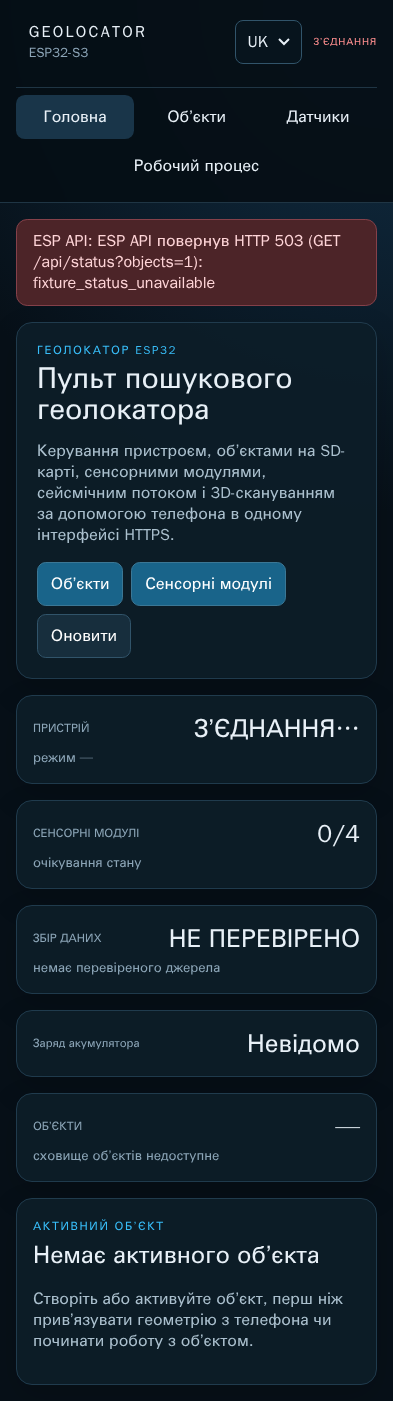 GEOLOCATOR
ESP32-S3
UK
З'ЄДНАННЯ
Головна
Об'єкти
Датчики
Робочий процес
ESP API: ESP API повернув HTTP 503 (GET
/api/status?objects=1):
fixture_status_unavailable
ГЕОЛОКАТОР ESP32
Пульт пошукового
геолокатора
Керування пристроєм, об'єктами на SD-
карті, сенсорними модулями,
сейсмічним потоком і 3D-скануванням
за допомогою телефона в одному
інтерфейсі HTTPS.
Об'єкти
Сенсорні модулі
Оновити
ПРИСТРІЙ
З'ЄДНАННЯ…
режим —
СЕНСОРНІ МОДУЛІ
0/4
очікування стану
ЗБІР ДАНИХ
НЕ ПЕРЕВІРЕНО
немає перевіреного джерела
Заряд акумулятора
Невідомо
ОБ'ЄКТИ
—
сховище об'єктів недоступне
АКТИВНИЙ ОБ'ЄКТ
Немає активного об'єкта
Створіть або активуйте об'єкт, перш ніж
прив'язувати геометрію з телефона чи
починати роботу з об'єктом.